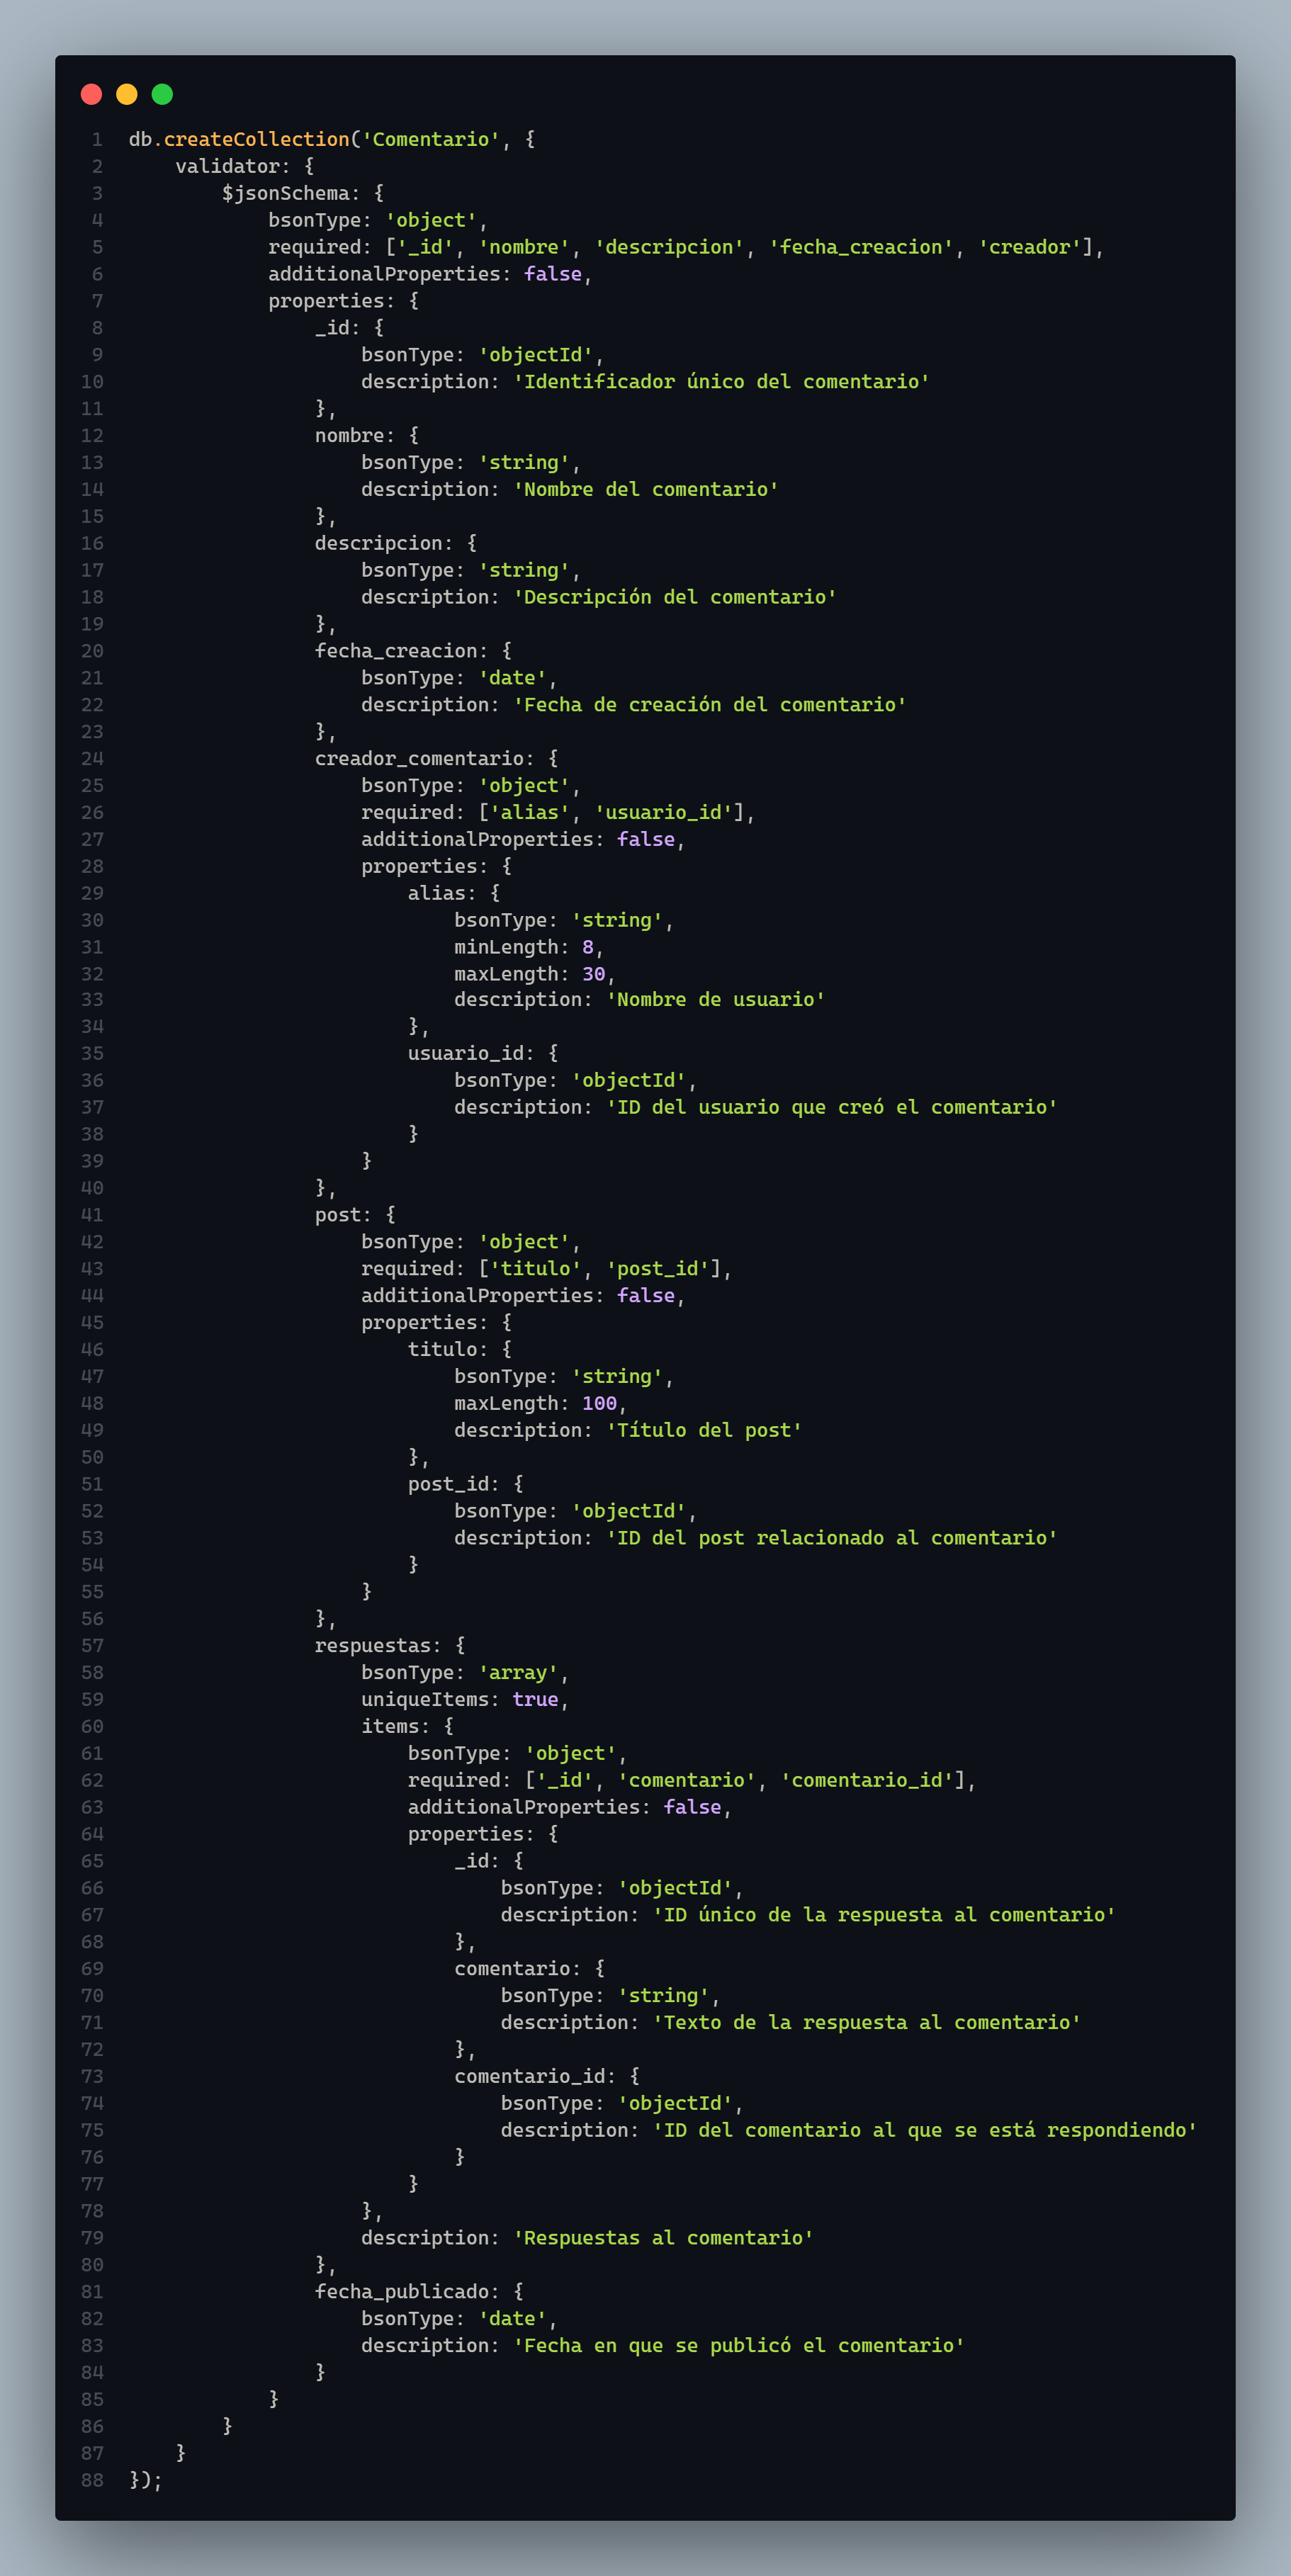 1 db.createCollection('Comentario', {
2     validator: {
3         $jsonSchema: {
4             bsonType: 'object',
5             required: ['_id', 'nombre', 'descripcion', 'fecha_creacion', 'creador'],
6             additionalProperties: false,
7             properties: {
8                 _id: {
9                     bsonType: 'objectId',
10                     description: 'Identificador único del comentario'
11                 },
12                 nombre: {
13                     bsonType: 'string',
14                     description: 'Nombre del comentario'
15                 },
16                 descripcion: {
17                     bsonType: 'string',
18                     description: 'Descripción del comentario'
19                 },
20                 fecha_creacion: {
21                     bsonType: 'date',
22                     description: 'Fecha de creación del comentario'
23                 },
24                 creador_comentario: {
25                     bsonType: 'object',
26                     required: ['alias', 'usuario_id'],
27                     additionalProperties: false,
28                     properties: {
29                         alias: {
30                             bsonType: 'string',
31                             minLength: 8,
32                             maxLength: 30,
33                             description: 'Nombre de usuario'
34                         },
35                         usuario_id: {
36                             bsonType: 'objectId',
37                             description: 'ID del usuario que creó el comentario'
38                         }
39                     }
40                 },
41                 post: {
42                     bsonType: 'object',
43                     required: ['titulo', 'post_id'],
44                     additionalProperties: false,
45                     properties: {
46                         titulo: {
47                             bsonType: 'string',
48                             maxLength: 100,
49                             description: 'Título del post'
50                         },
51                         post_id: {
52                             bsonType: 'objectId',
53                             description: 'ID del post relacionado al comentario'
54                         }
55                     }
56                 },
57                 respuestas: {
58                     bsonType: 'array',
59                     uniqueItems: true,
60                     items: {
61                         bsonType: 'object',
62                         required: ['_id', 'comentario', 'comentario_id'],
63                         additionalProperties: false,
64                         properties: {
65                             _id: {
66                                 bsonType: 'objectId',
67                                 description: 'ID único de la respuesta al comentario'
68                             },
69                             comentario: {
70                                 bsonType: 'string',
71                                 description: 'Texto de la respuesta al comentario'
72                             },
73                             comentario_id: {
74                                 bsonType: 'objectId',
75                                 description: 'ID del comentario al que se está respondiendo'
76                             }
77                         }
78                     },
79                     description: 'Respuestas al comentario'
80                 },
81                 fecha_publicado: {
82                     bsonType: 'date',
83                     description: 'Fecha en que se publicó el comentario'
84                 }
85             }
86         }
87     }
88 });